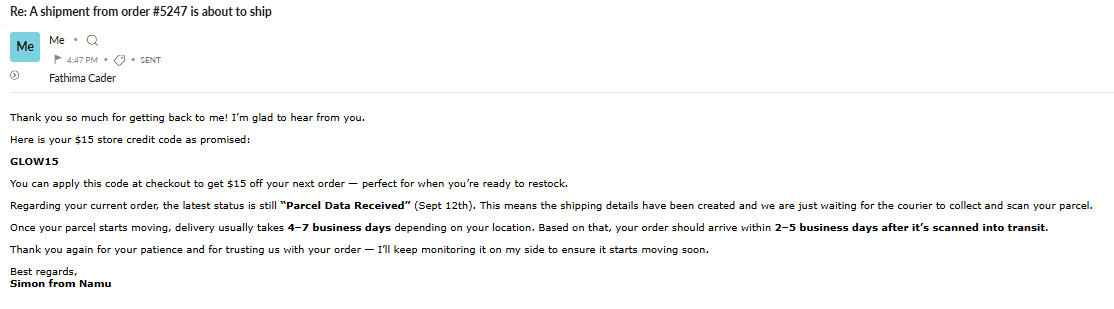 Re: A shipment from order #5247 is about to ship
Me
Me •
4:47 PM • • SENT
Fathima Cader
Thank you so much for getting back to me! I’m glad to hear from you.
Here is your $15 store credit code as promised:
GLOW15
You can apply this code at checkout to get $15 off your next order — perfect for when you’re ready to restock.
Regarding your current order, the latest status is still “Parcel Data Received” (Sept 12th). This means the shipping details have been created and we are just waiting for the courier to collect and scan your parcel.
Once your parcel starts moving, delivery usually takes 4–7 business days depending on your location. Based on that, your order should arrive within 2–5 business days after it’s scanned into transit.
Thank you again for your patience and for trusting us with your order — I’ll keep monitoring it on my side to ensure it starts moving soon.
Best regards,
Simon from Namu